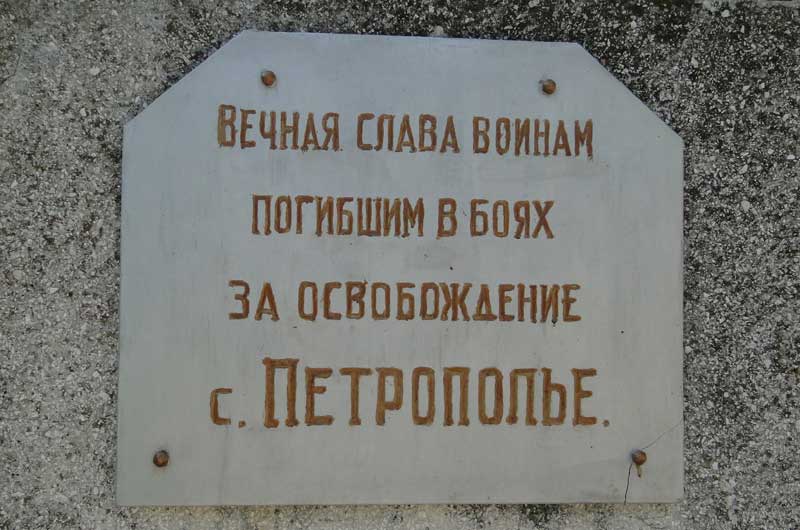 ВЕЧНАЯ СЛАВА ВОИНАМ
ПОГИБШИМ В БОЯХ
ЗА ОСВОБОЖДЕНИЕ
с. ПЕТРОПОЛЬЕ.